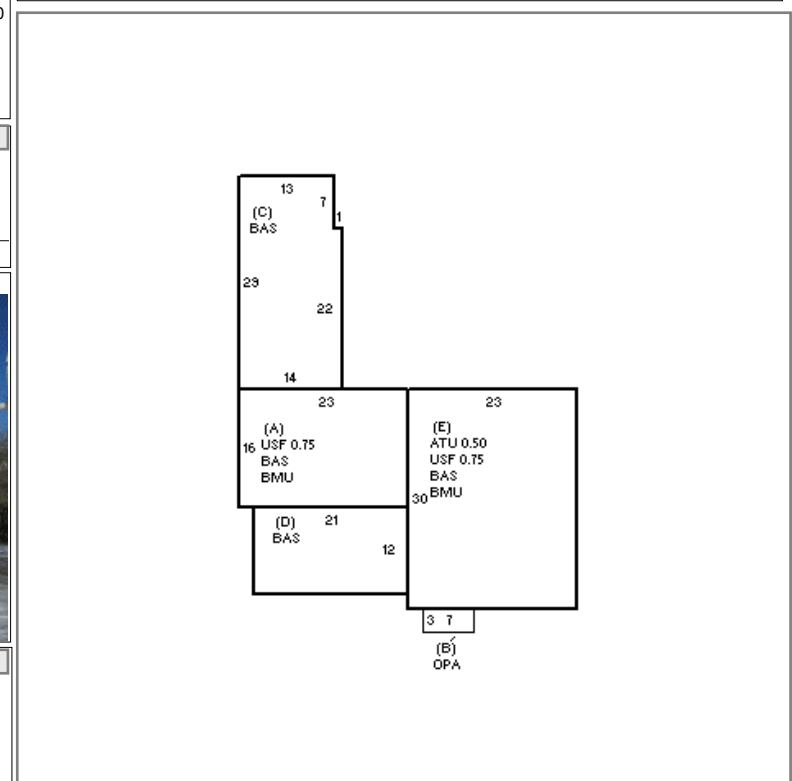 13
7
1
(C)
BAS
29
22
14
23
23
(A)
16 USF 0.75
BAS
BMU
(E)
ATU 0.50
USF 0.75
BAS
30 BMU
(D)
21
BAS
12
3 7
(B)
OPA